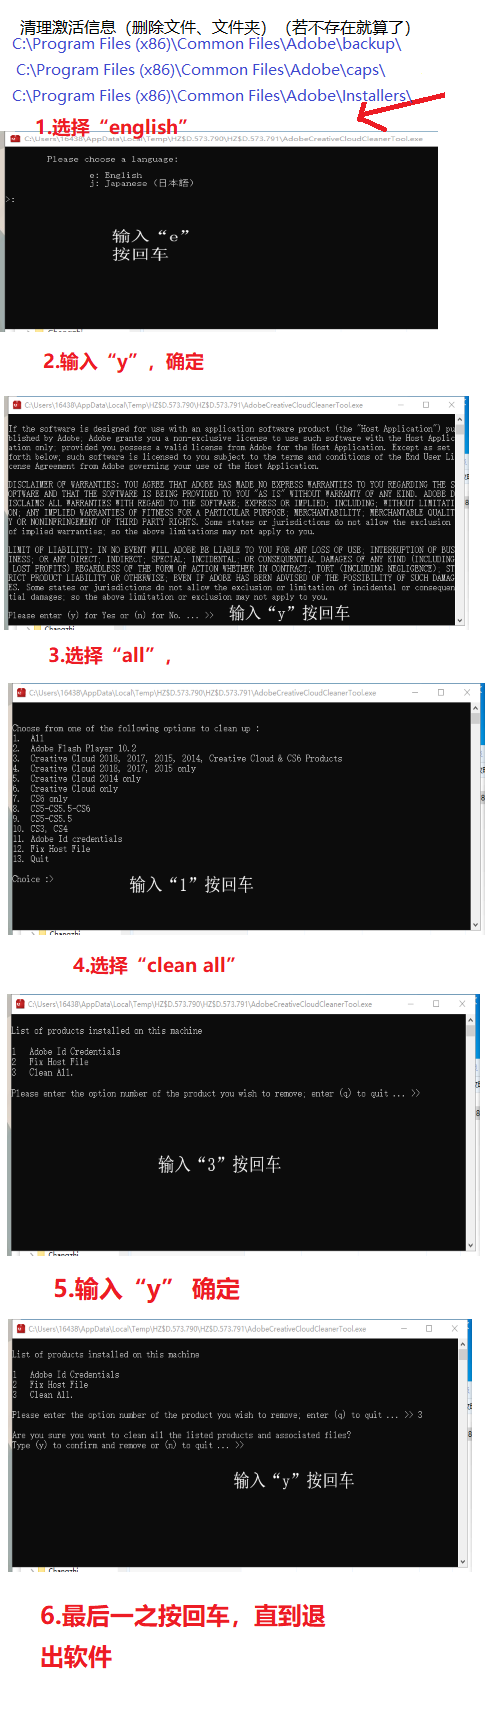 清理激活信息（删除文件、文件夹）（若不存在就算了）
C:\Program Files (x86)\Common Files\Adobe\backup\
C:\Program Files (x86)\Common Files\Adobe\caps\
C:\Program Files (x86)\Common Files\Adobe\Installers\
1.选择“english”
C:\Users\16438\AppData\Local\Temp\HZ$D.573.790\HZ$D.573.791\AdobeCreativeCloudCleanerTool.exe
Please choose a language:
e: English
j: Japanese (日本語)
>:
输入“e”
按回车
2.输入“y”，确定
C:\Users\16438\AppData\Local\Temp\HZ$D.573.790\HZ$D.573.791\AdobeCreativeCloudCleanerTool.exe
If the software is designed for use with an application software product (the "Host Application") pu
blished by Adobe, Adobe grants you a non-exclusive license to use such software with the Host Applic
ation only, provided you possess a valid license from Adobe for the Host Application. Except as set
forth below, such software is licensed to you subject to the terms and conditions of the End User Li
cense Agreement from Adobe governing your use of the Host Application.
DISCLAIMER OF WARRANTIES: YOU AGREE THAT ADOBE HAS MADE NO EXPRESS WARRANTIES TO YOU REGARDING THE S
OFTWARE AND THAT THE SOFTWARE IS BEING PROVIDED TO YOU "AS IS" WITHOUT WARRANTY OF ANY KIND. ADOBE D
ISCLAIMS ALL WARRANTIES WITH REGARD TO THE SOFTWARE, EXPRESS OR IMPLIED, INCLUDING, WITHOUT LIMITATI
ON, ANY IMPLIED WARRANTIES OF FITNESS FOR A PARTICULAR PURPOSE, MERCHANTABILITY, MERCHANTABLE QUALIT
Y OR NONINFRINGEMENT OF THIRD PARTY RIGHTS. Some states or jurisdictions do not allow the exclusion
of implied warranties, so the above limitations may not apply to you.
LIMIT OF LIABILITY: IN NO EVENT WILL ADOBE BE LIABLE TO YOU FOR ANY LOSS OF USE, INTERRUPTION OF BUS
INESS, OR ANY DIRECT, INDIRECT, SPECIAL, INCIDENTAL, OR CONSEQUENTIAL DAMAGES OF ANY KIND (INCLUDING
LOST PROFITS) REGARDLESS OF THE FORM OF ACTION WHETHER IN CONTRACT, TORT (INCLUDING NEGLIGENCE), ST
RICT PRODUCT LIABILITY OR OTHERWISE, EVEN IF ADOBE HAS BEEN ADVISED OF THE POSSIBILITY OF SUCH DAMAG
ES. Some states or jurisdictions do not allow the exclusion or limitation of incidental or consequen
tial damages, so the above limitation or exclusion may not apply to you.
Please enter (y) for Yes or (n) for No. ... >> 输入“y”按回车
3.选择“all”，
C:\Users\16438\AppData\Local\Temp\HZ$D.573.790\HZ$D.573.791\AdobeCreativeCloudCleanerTool.exe
Choose from one of the following options to clean up :
1. All
2. Adobe Flash Player 10.2
3. Creative Cloud 2018, 2017, 2015, 2014, Creative Cloud & CS6 Products
4. Creative Cloud 2018, 2017, 2015 only
5. Creative Cloud 2014 only
6. Creative Cloud only
7. CS6 only
8. CS5-CS5.5-CS6
9. CS5-CS5.5
10. CS3, CS4
11. Adobe Id credentials
12. Fix Host File
13. Quit
Choice :>
输入“1”按回车
Changzhi
4.选择“clean all”
C:\Users\16438\AppData\Local\Temp\HZ$D.573.790\HZ$D.573.791\AdobeCreativeCloudCleanerTool.exe
List of products installed on this machine
1 Adobe Id Credentials
2 Fix Host File
3 Clean All.
Please enter the option number of the product you wish to remove; enter (q) to quit ... >>
输入“3”按回车
5.输入“y” 确定
C:\Users\16438\AppData\Local\Temp\HZ$D.573.790\HZ$D.573.791\AdobeCreativeCloudCleanerTool.exe
List of products installed on this machine
1 Adobe Id Credentials
2 Fix Host File
3 Clean All.
Please enter the option number of the product you wish to remove; enter (q) to quit ... >> 3
Are you sure you want to clean all the listed products and associated files?
Type (y) to confirm and remove or (n) to quit ... >>
输入“y”按回车
6.最后一之按回车，直到退
出软件